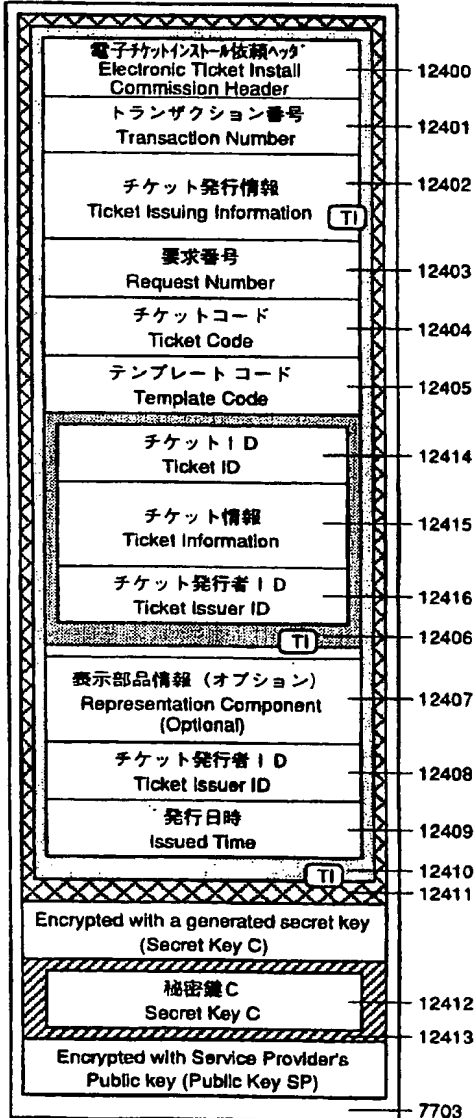 電子チケットインストール依頼ヘッダ
Electronic Ticket Install
Commission Header
12400
トランザクション番号
Transaction Number
12401
チケット発行情報
Ticket Issuing Information
TI
12402
要求番号
Request Number
12403
チケットコード
Ticket Code
12404
テンプレートコード
Template Code
12405
チケットID
Ticket ID
12414
チケット情報
Ticket Information
12415
チケット発行者ID
Ticket Issuer ID
12416
TI
12406
表示部品情報(オプション)
Representation Component
(Optional)
12407
チケット発行者ID
Ticket Issuer ID
12408
発行日時
Issued Time
12409
TI
12410
12411
Encrypted with a generated secret key
(Secret Key C)
秘密鍵C
Secret Key C
12412
12413
Encrypted with Service Provider's
Public key (Public Key SP)
7703